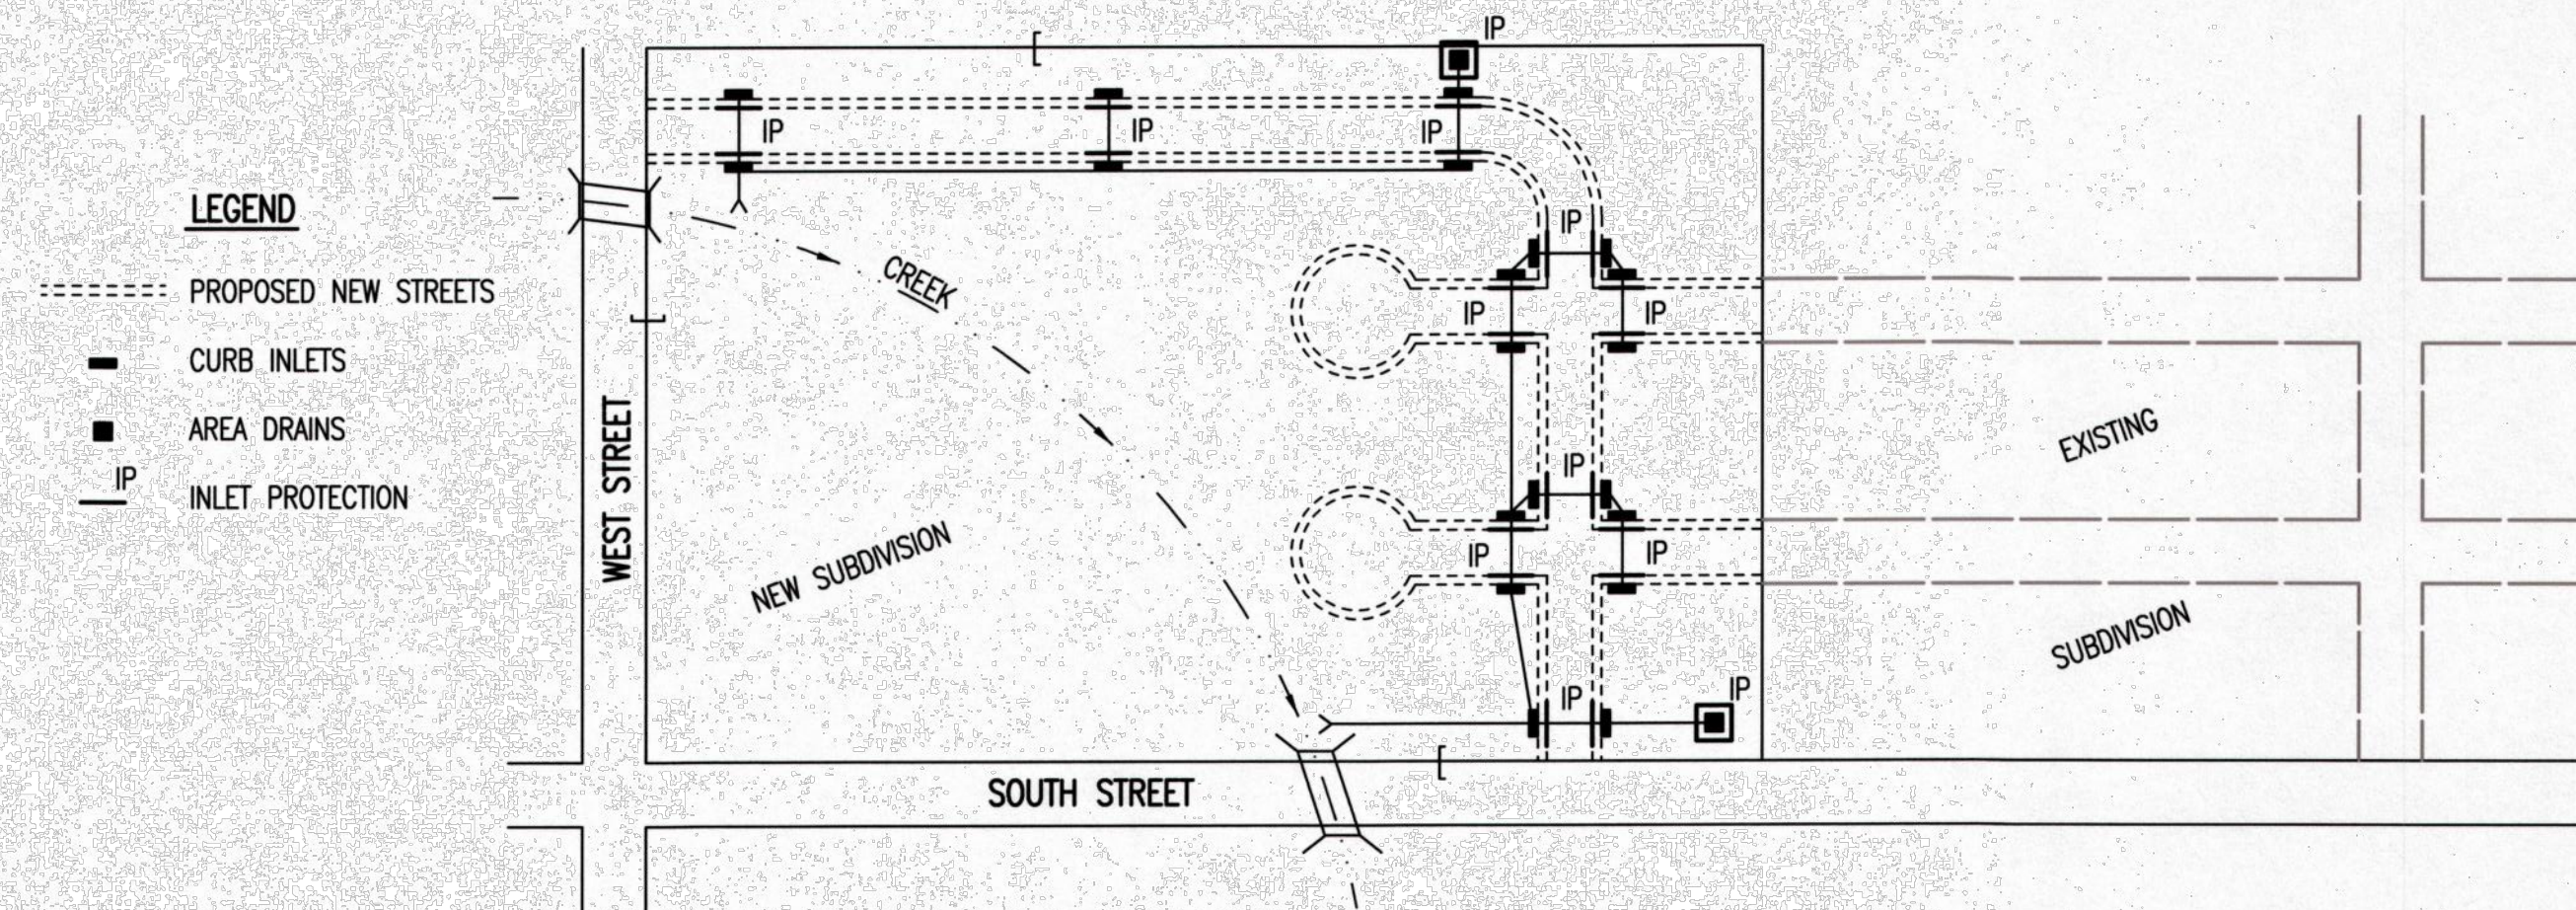 IP
IP
IP
IP
LEGEND
IP
CREEK
PROPOSED NEW STREETS
IP
IP
CURB INLETS
AREA DRAINS
EXISTING
IP
IP
INLET PROTECTION
WEST STREET
IP
IP
NEW SUBDIVISION
SUBDIVISION
IP
IP
SOUTH STREET